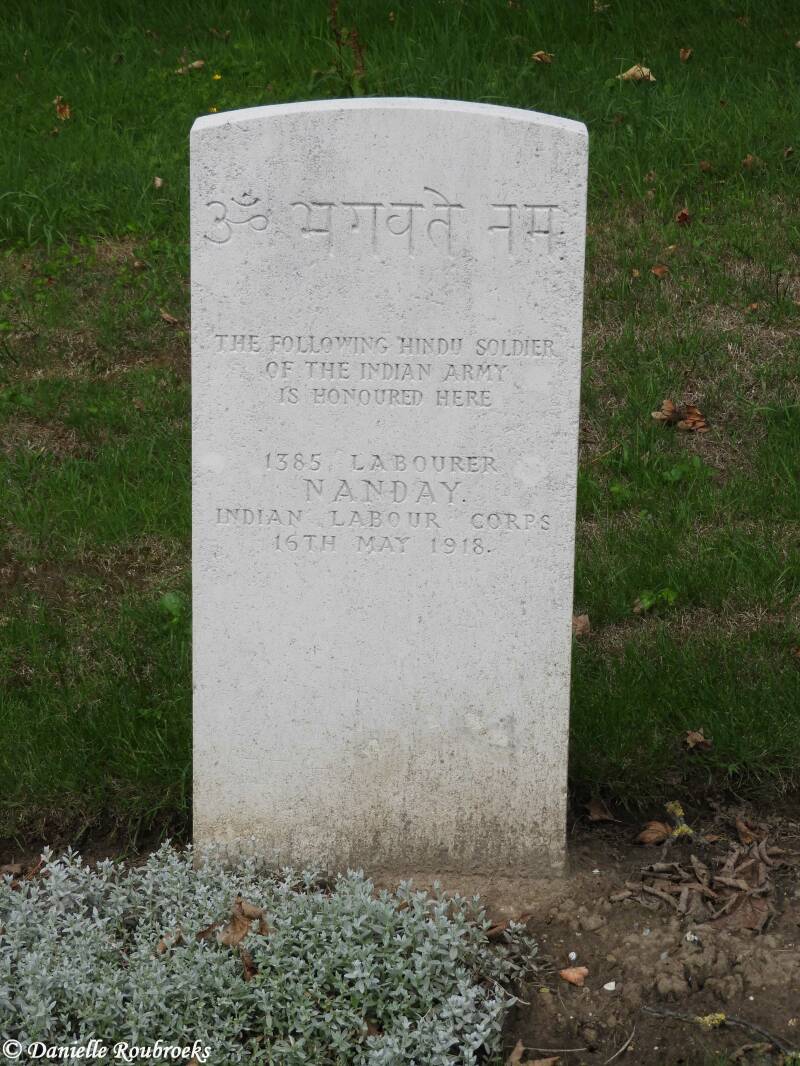 ॐ भगवते नम
THE FOLLOWING HINDU SOLDIER
OF THE INDIAN ARMY
IS HONOURED HERE
1385 LABOURER
NANDAY.
INDIAN LABOUR CORPS
16TH MAY 1918.
© Danielle Roubroeks